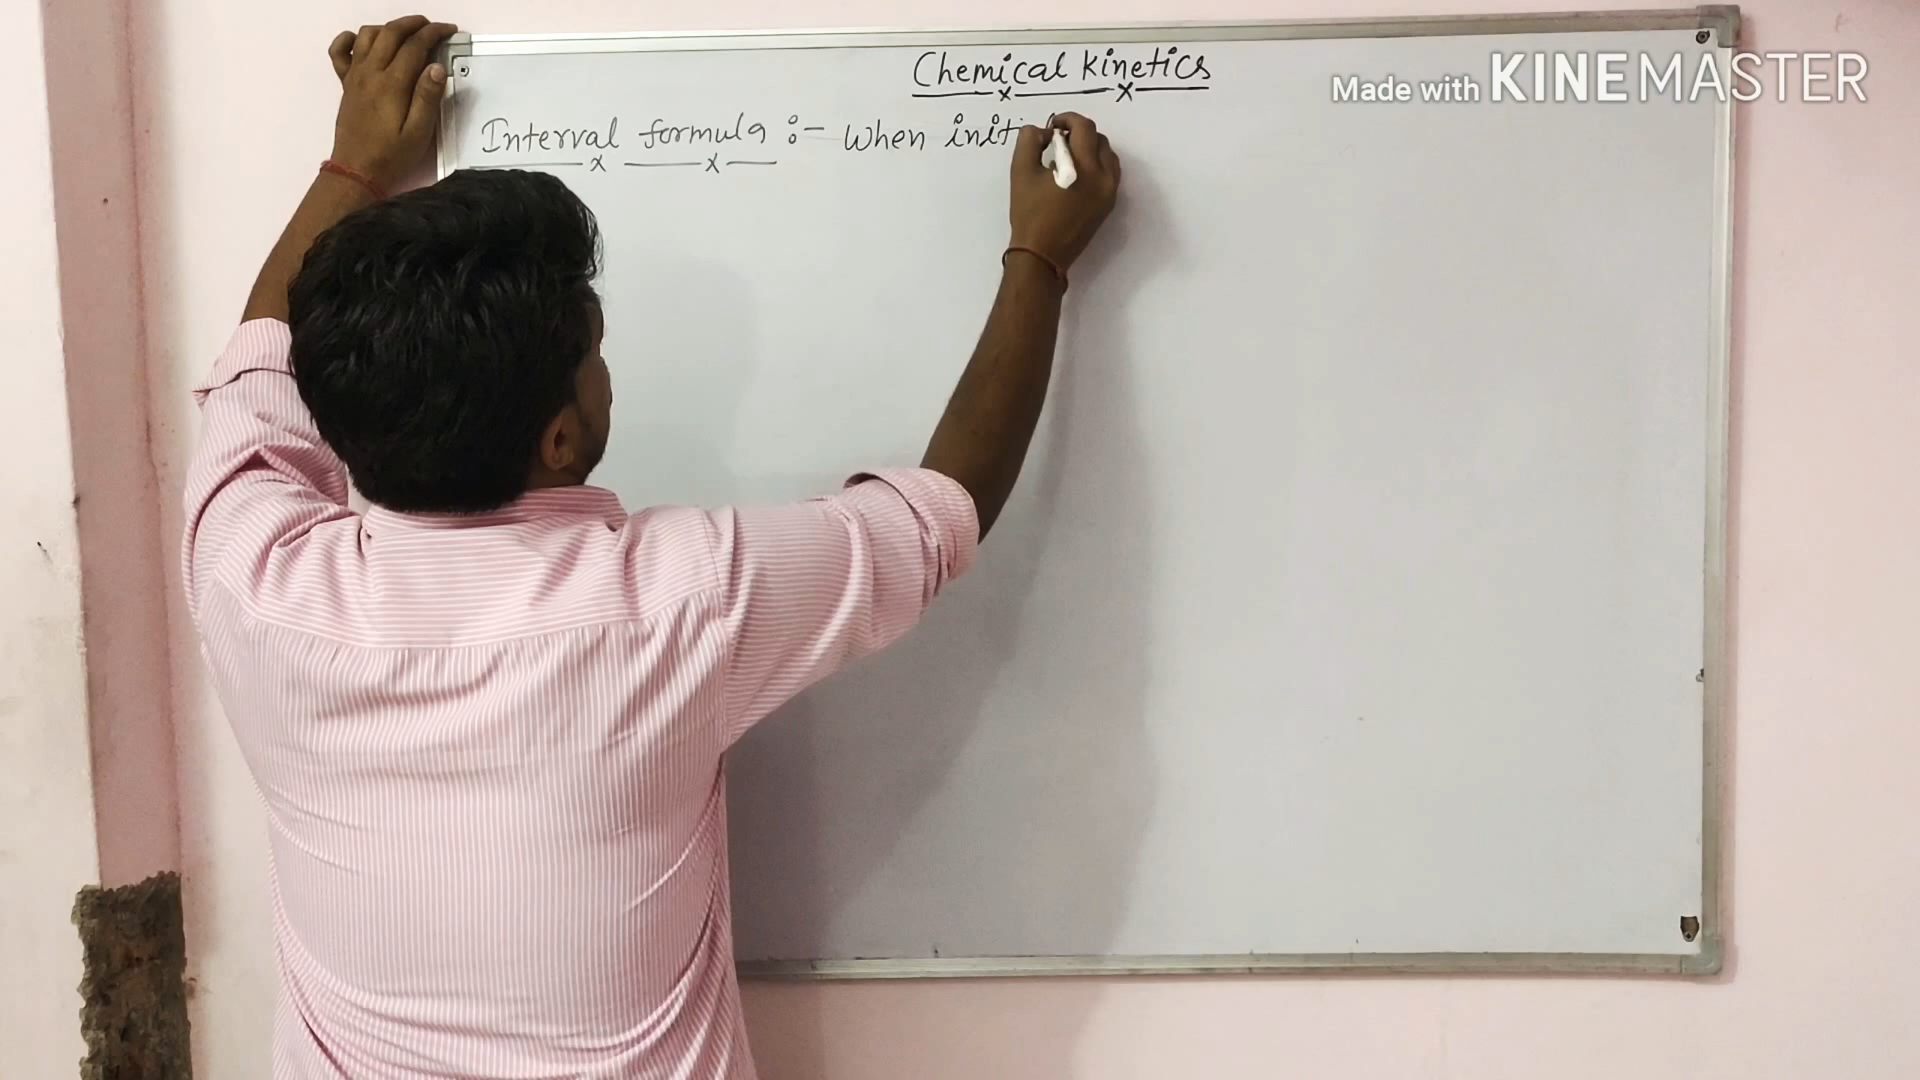 Chemical kinetics
Made with KINEMASTER
Interval formula :- When